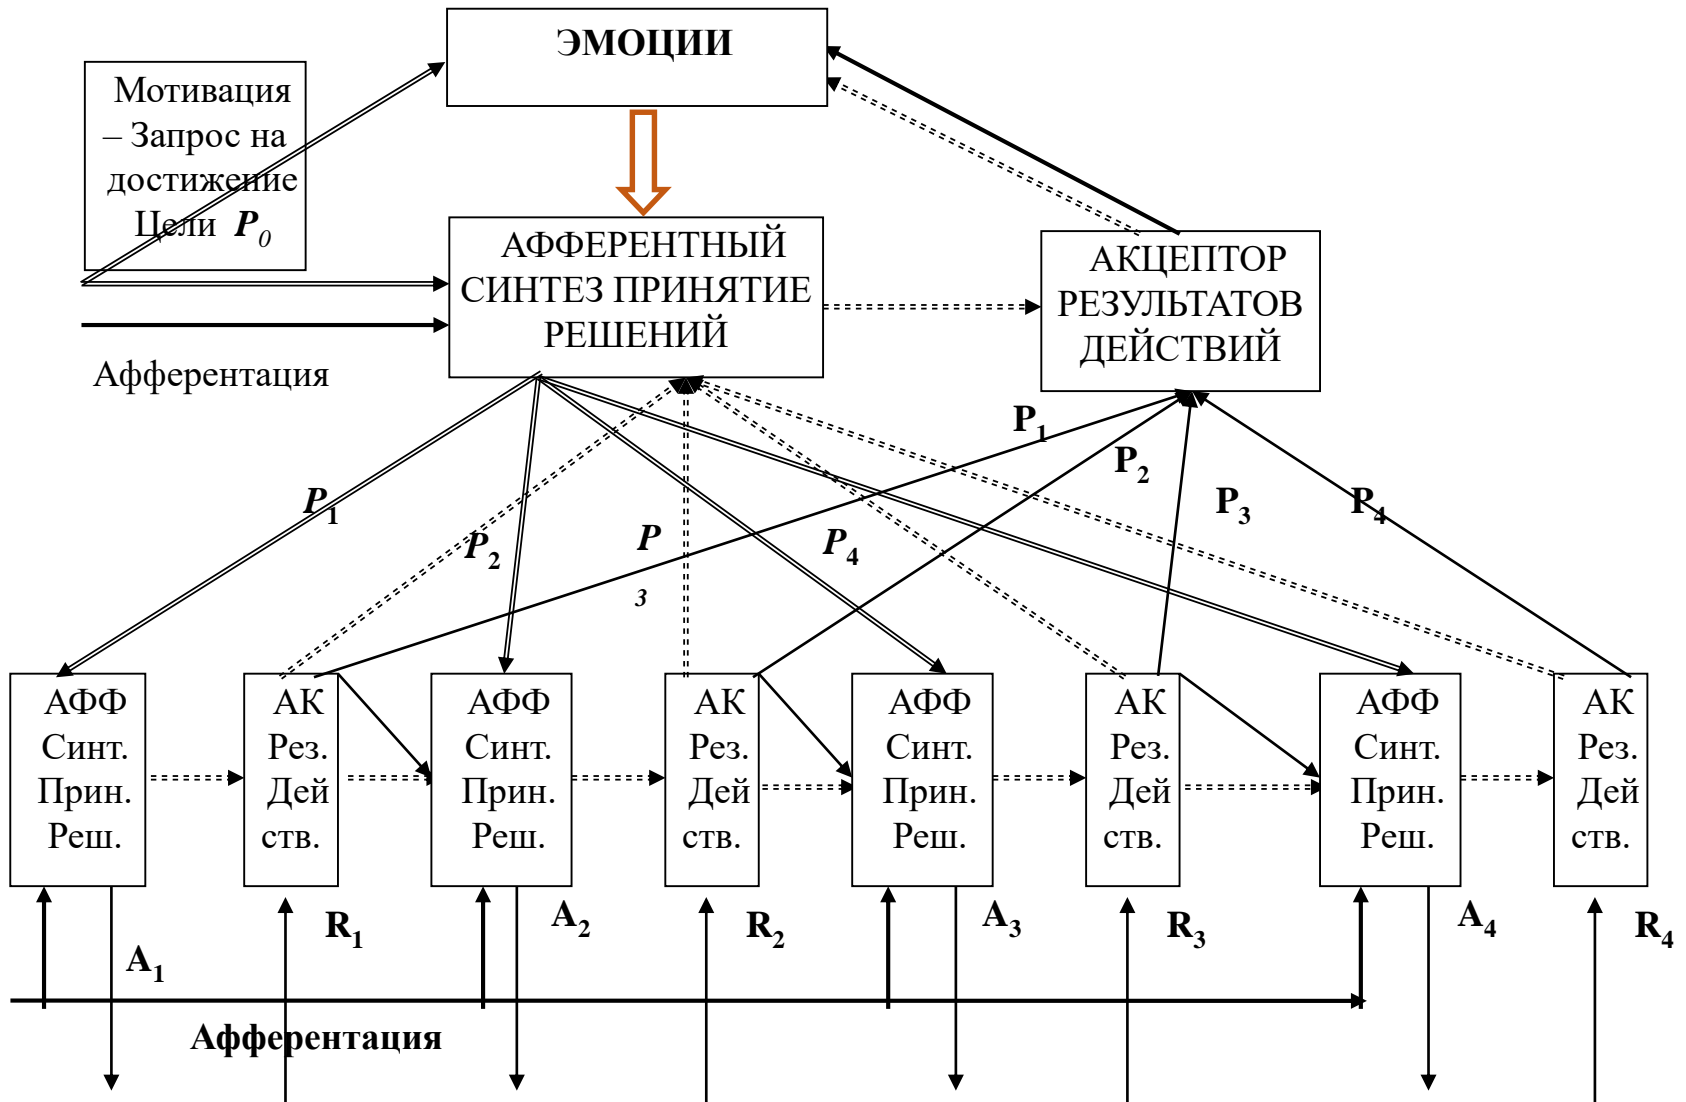 ЭМОЦИИ
Мотивация
– Запрос на
достижение
Цели P0
АФФЕРЕНТНЫЙ
СИНТЕЗ ПРИНЯТИЕ
РЕШЕНИЙ
АКЦЕПТОР
РЕЗУЛЬТАТОВ
ДЕЙСТВИЙ
Афферентация
P1
P2
P3
P4
P1
P2
P
3
P4
АФФ
Синт.
Прин.
Реш.
АК
Рез.
Дей
ств.
АФФ
Синт.
Прин.
Реш.
АК
Рез.
Дей
ств.
АФФ
Синт.
Прин.
Реш.
АК
Рез.
Дей
ств.
АФФ
Синт.
Прин.
Реш.
АК
Рез.
Дей
ств.
A1
R1
A2
R2
A3
R3
A4
R4
Афферентация